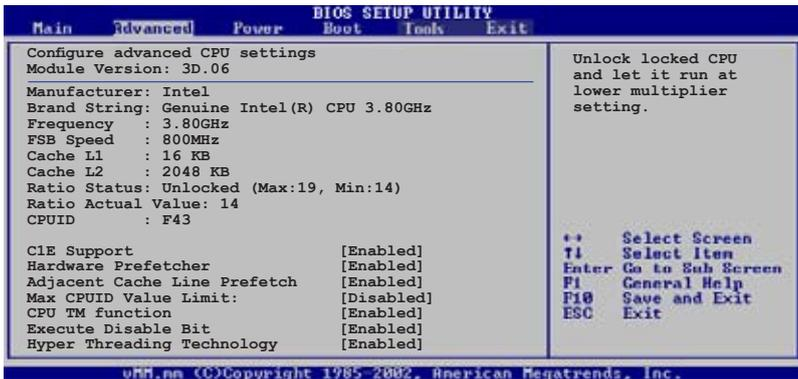 BIOS SETUP UTILITY
Main Advanced Power Boot Tools Exit
Configure advanced CPU settings
Module Version: 3D.06
Manufacturer: Intel
Brand String: Genuine Intel(R) CPU 3.80GHz
Frequency : 3.80GHz
FSB Speed : 800MHz
Cache L1 : 16 KB
Cache L2 : 2048 KB
Ratio Status: Unlocked (Max:19, Min:14)
Ratio Actual Value: 14
CPUID : F43
C1E Support [Enabled]
Hardware Prefetcher [Enabled]
Adjacent Cache Line Prefetch [Enabled]
Max CPUID Value Limit: [Disabled]
CPU TM function [Enabled]
Execute Disable Bit [Enabled]
Hyper Threading Technology [Enabled]
Unlock locked CPU
and let it run at
lower multiplier
setting.
↔ Select Screen
↑↓ Select Item
Enter Go to Sub Screen
F1 General Help
F10 Save and Exit
ESC Exit
vMM.mm (C)Copyright 1985-2002, American Megatrends, Inc.